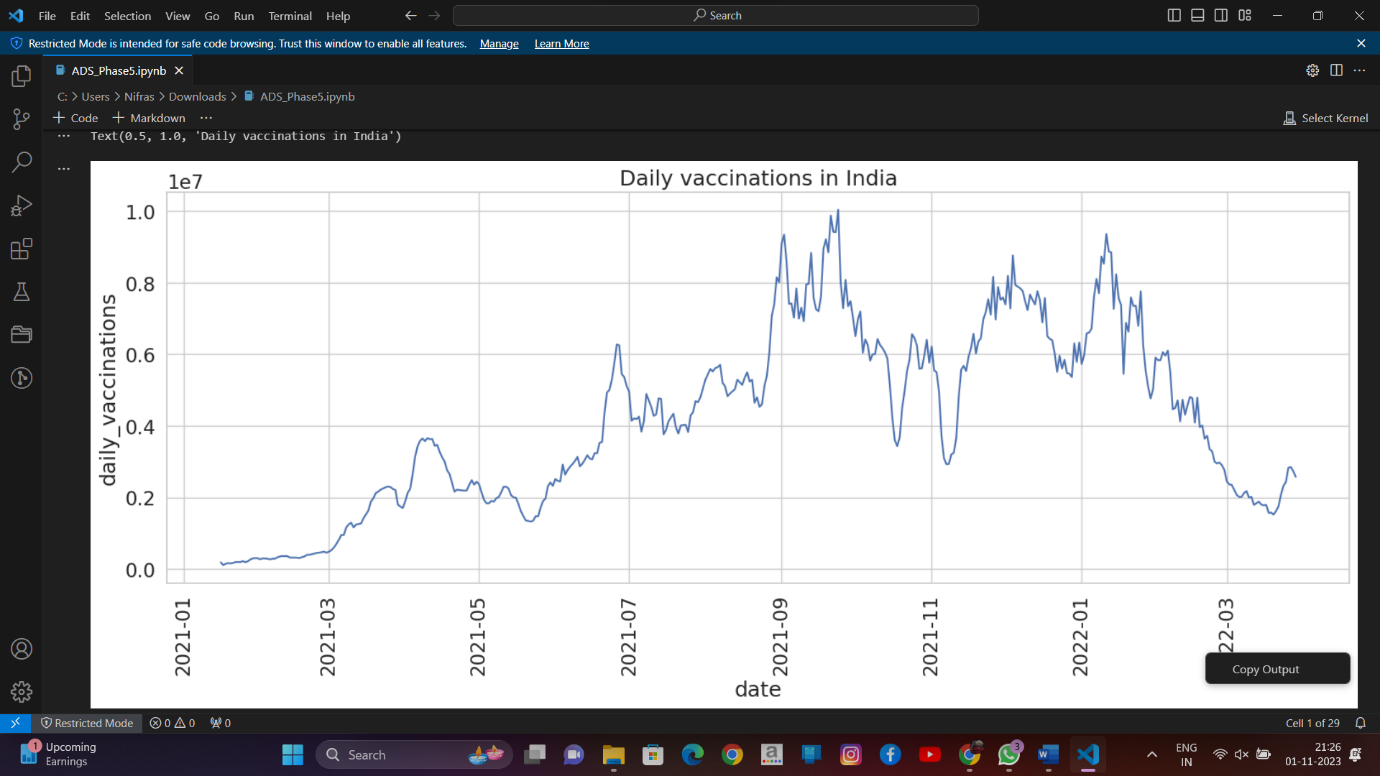 File Edit Selection View Go Run Terminal Help Search
Restricted Mode is intended for safe code browsing. Trust this window to enable all features. Manage Learn More
ADS_Phase5.ipynb
C: > Users > Nifras > Downloads > ADS_Phase5.ipynb
+ Code + Markdown ... Select Kernel
... Text(0.5, 1.0, 'Daily vaccinations in India')
...
1e7 Daily vaccinations in India
1.0
0.8
0.6
0.4
0.2
0.0
daily_vaccinations
2021-01 2021-03 2021-05 2021-07 2021-09 2021-11 2022-01 22-03
date
Copy Output
Restricted Mode 0 0 0 Cell 1 of 29
1 Upcoming
Earnings
Search
a
3
W
ENG
IN
21:26
01-11-2023